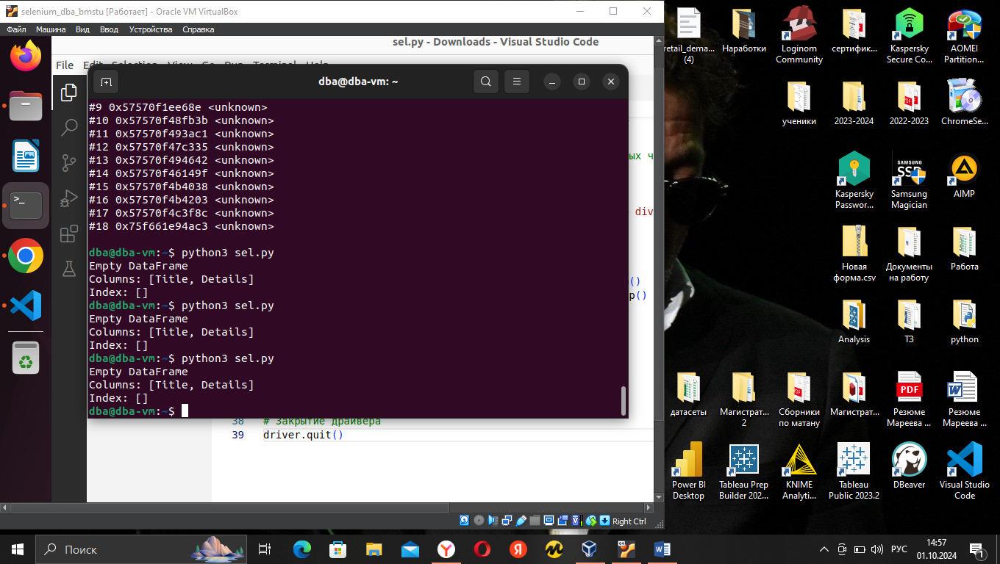 selenium_dba_bmstu [Работает] - Oracle VM VirtualBox
Файл Машина Вид Ввод Устройства Справка
sel.py - Downloads - Visual Studio Code
File
dba@dba-vm: ~
#9 0x57570f1ee68e <unknown>
#10 0x57570f48fb3b <unknown>
#11 0x57570f493ac1 <unknown>
#12 0x57570f47c335 <unknown>
#13 0x57570f494642 <unknown>
#14 0x57570f46149f <unknown>
#15 0x57570f4b4038 <unknown>
#16 0x57570f4b4203 <unknown>
#17 0x57570f4c3f8c <unknown>
#18 0x75f661e94ac3 <unknown>
dba@dba-vm:~$ python3 sel.py
Empty DataFrame
Columns: [Title, Details]
Index: []
dba@dba-vm:~$ python3 sel.py
Empty DataFrame
Columns: [Title, Details]
Index: []
dba@dba-vm:~$ python3 sel.py
Empty DataFrame
Columns: [Title, Details]
Index: []
dba@dba-vm:~$
ых ч
div
()
p()
38 # Закрытие драйвера
39 driver.quit()
Right Ctrl
retail_dema... (4)
Наработки
Loginom Community
сертифик...
Kaspersky Secure Co...
AOMEI Partition...
ученики
2023-2024
2022-2023
ChromeSe...
Kaspersky Passwor...
SAMSUNG
SSD
Samsung Magician
AIMP
Новая форма.csv
Документы на работу
Работа
Analysis
ТЗ
python
датасеты
Магистрат... 2
Сборники по матану
Магистрат...
PDF
Резюме Мареева ...
Резюме Мареева ...
Power BI Desktop
Tableau Prep Builder 202...
KNIME Analyti...
Tableau Public 2023.2
DBeaver
Visual Studio Code
Поиск
РУС
14:57
01.10.2024
1